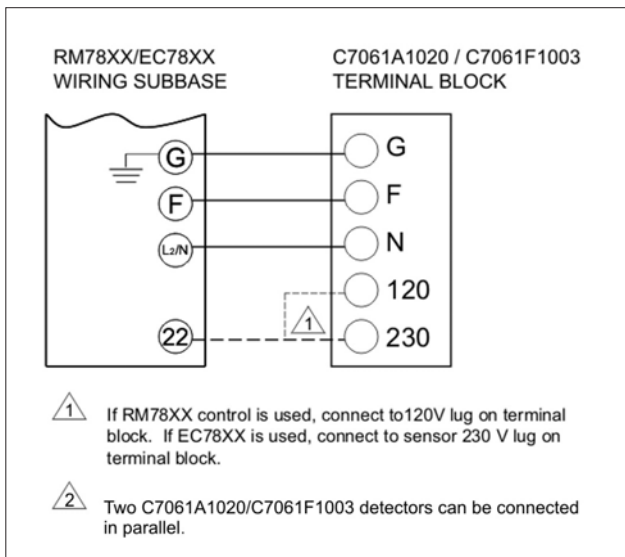 RM78XX/EC78XX
WIRING SUBBASE
C7061A1020 / C7061F1003
TERMINAL BLOCK
G
G
F
F
L2/N
N
120
22
1
230
1
If RM78XX control is used, connect to120V lug on terminal
block. If EC78XX is used, connect to sensor 230 V lug on
terminal block.
2
Two C7061A1020/C7061F1003 detectors can be connected
in parallel.